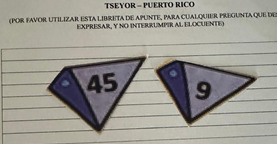 TSEYOR – PUERTO RICO
(POR FAVOR UTILIZAR ESTA LIBRETA DE APUNTE, PARA CUALQUIER PREGUNTA QUE DE
EXPRESAR, Y NO INTERRUMPIR AL ELOCUENTE)
45
9